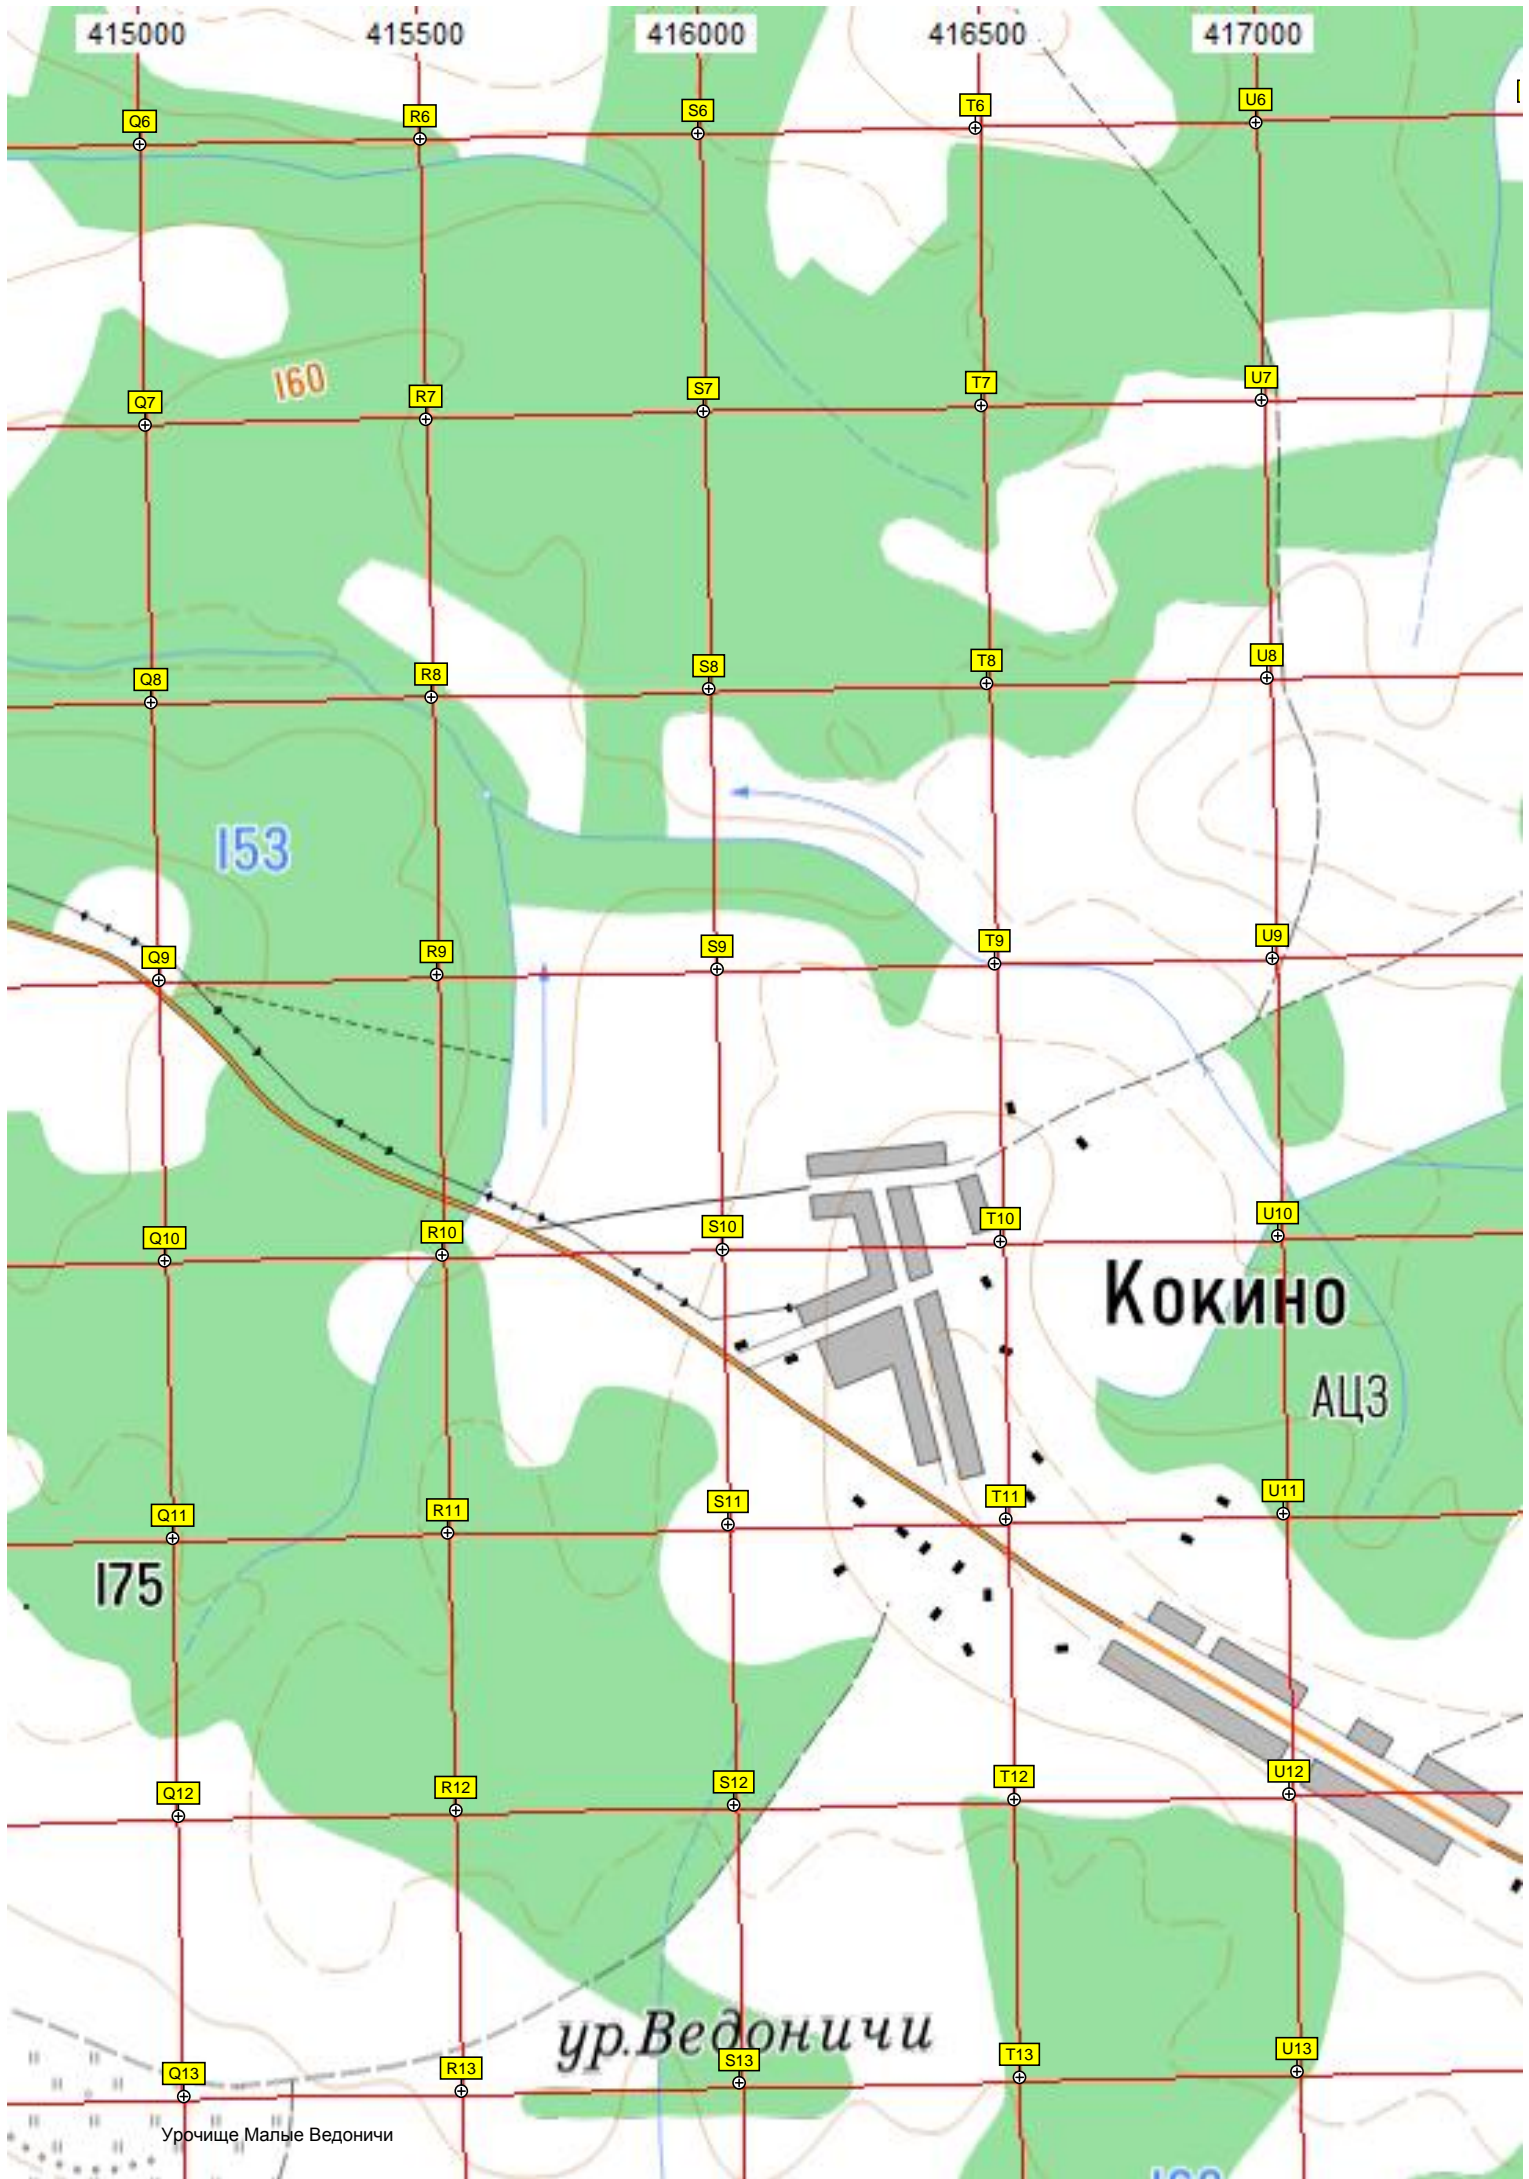 415000 415500 416000 416500 417000
Q6 R6 S6 T6 U6
160
Q7 R7 S7 T7 U7
Q8 R8 S8 T8 U8
153
Q9 R9 S9 T9 U9
Q10 R10 S10 T10 U10
Кокино
АЦЗ
Q11 R11 S11 T11 U11
175
Q12 R12 S12 T12 U12
ур.Ведоничи
Q13 R13 S13 T13 U13
Урочище Малые Ведоничи